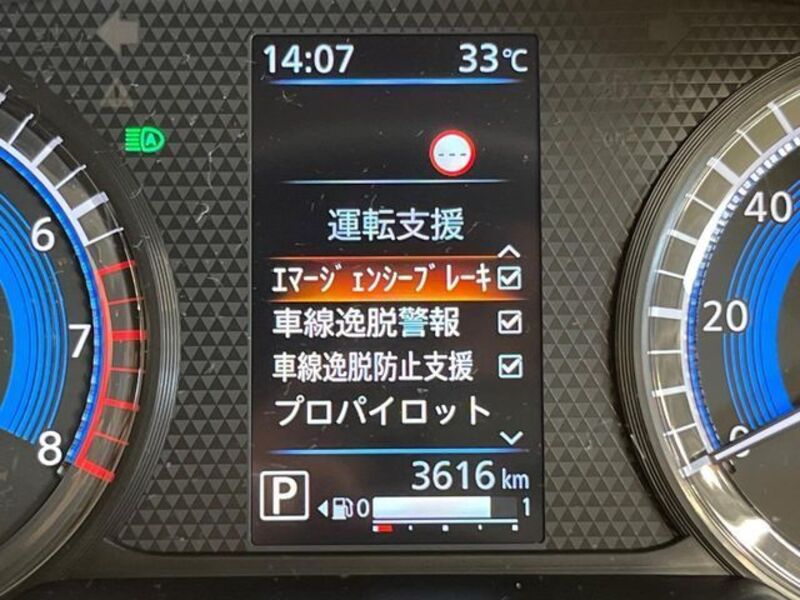 14:07 33℃
---
運転支援
エマージェンシーブレーキ
車線逸脱警報
車線逸脱防止支援
プロパイロット
3616 km
P 0 1
6
7
8
40
20
0
A